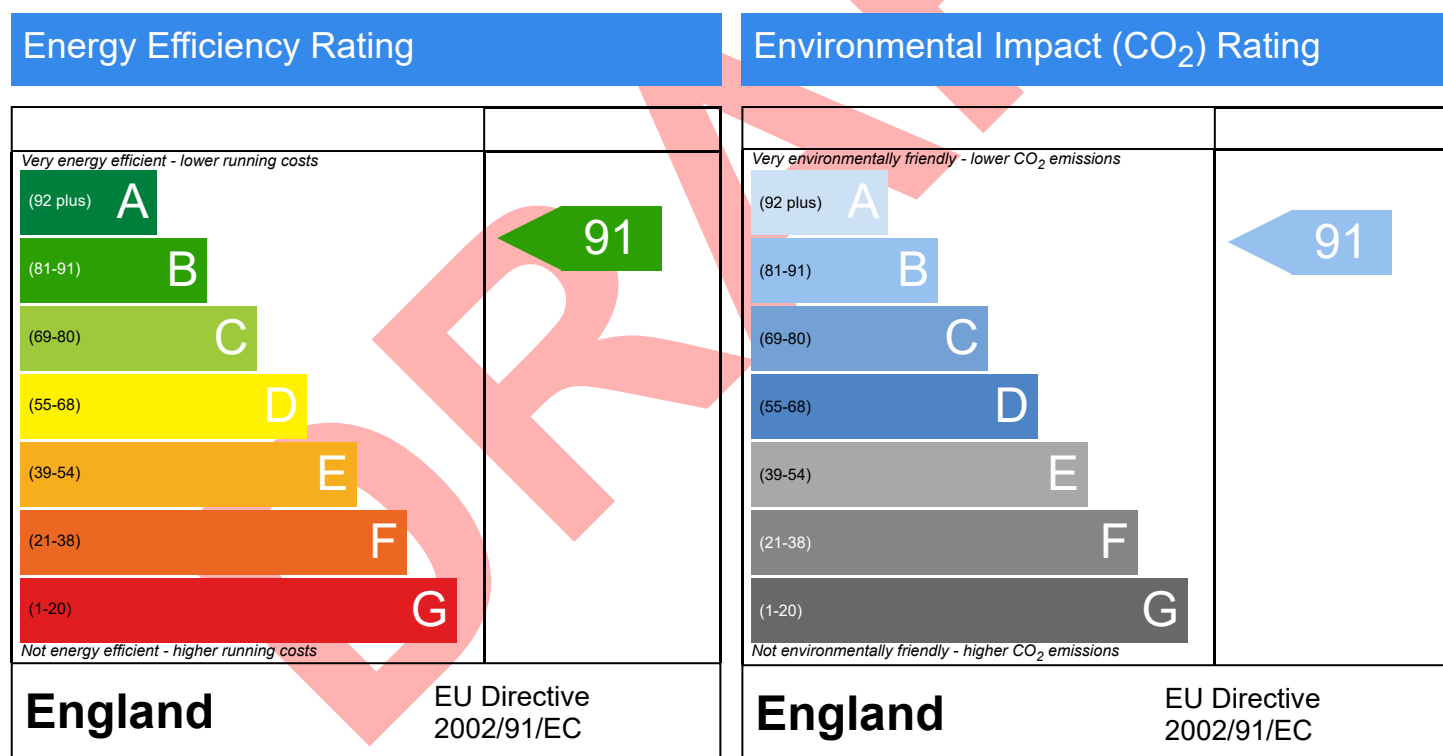 Energy Efficiency Rating
Very energy efficient - lower running costs
(92 plus) A
(81-91) B
(69-80) C
(55-68) D
(39-54) E
(21-38) F
(1-20) G
Not energy efficient - higher running costs
91
England
EU Directive
2002/91/EC
Environmental Impact (CO₂) Rating
Very environmentally friendly - lower CO₂ emissions
(92 plus) A
(81-91) B
(69-80) C
(55-68) D
(39-54) E
(21-38) F
(1-20) G
Not environmentally friendly - higher CO₂ emissions
91
England
EU Directive
2002/91/EC
DRA